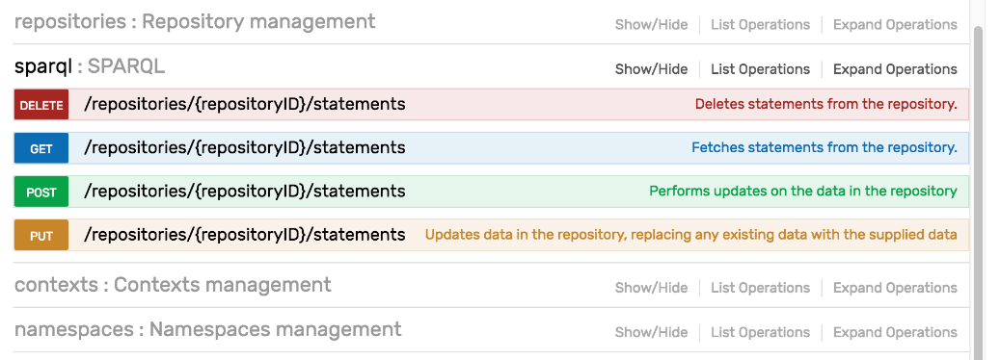 repositories : Repository management Show/Hide List Operations Expand Operations
sparql : SPARQL Show/Hide List Operations Expand Operations
DELETE /repositories/{repositoryID}/statements Deletes statements from the repository.
GET /repositories/{repositoryID}/statements Fetches statements from the repository.
POST /repositories/{repositoryID}/statements Performs updates on the data in the repository
PUT /repositories/{repositoryID}/statements Updates data in the repository, replacing any existing data with the supplied data
contexts : Contexts management Show/Hide List Operations Expand Operations
namespaces : Namespaces management Show/Hide List Operations Expand Operations